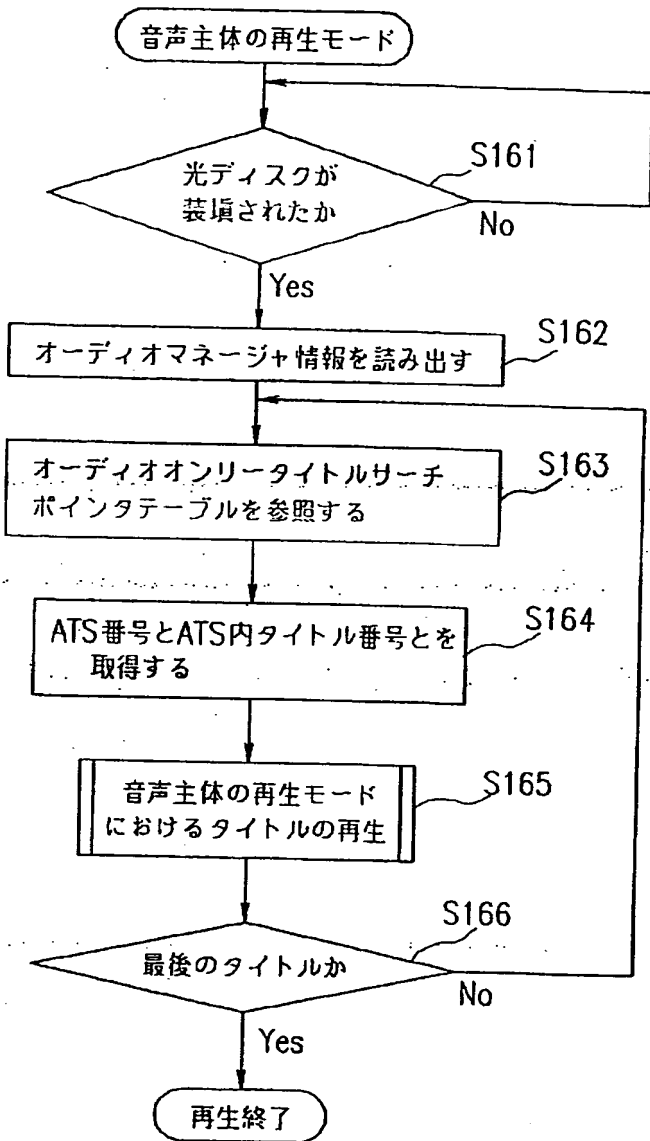 音声主体の再生モード
S161
光ディスクが
装填されたか
No
Yes
S162
オーディオマネージャ情報を読み出す
S163
オーディオオンリータイトルサーチ
ポインタテーブルを参照する
S164
ATS番号とATS内タイトル番号とを
取得する
S165
音声主体の再生モード
におけるタイトルの再生
S166
最後のタイトルか
No
Yes
再生終了